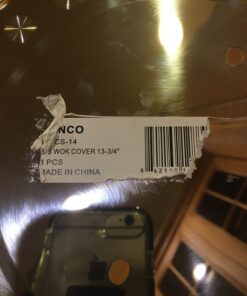 NCO
CS-14
S/S WOK COVER 13-3/4"
1 PCS
MADE IN CHINA